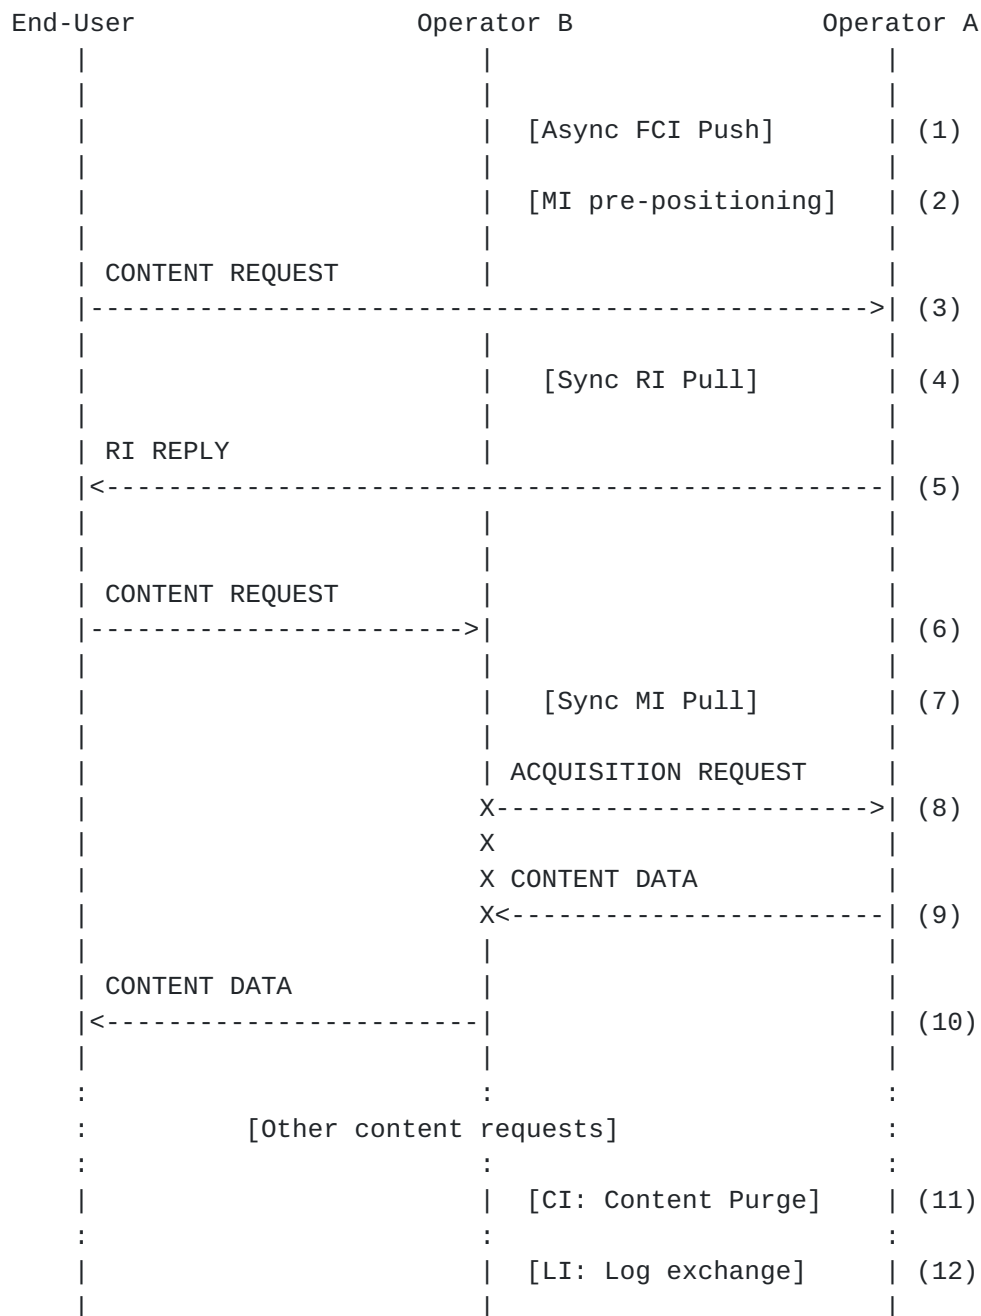 End-User                  Operator B                Operator A
    |                         |                         |
    |                         |                         |
    |                         |  [Async FCI Push]       | (1)
    |                         |                         |
    |                         |  [MI pre-positioning]   | (2)
    |                         |                         |
    | CONTENT REQUEST         |                         |
    |-------------------------------------------------->| (3)
    |                         |                         |
    |                         |   [Sync RI Pull]        | (4)
    |                         |                         |
    | RI REPLY                |                         |
    |<--------------------------------------------------| (5)
    |                         |                         |
    |                         |                         |
    | CONTENT REQUEST         |                         |
    |------------------------>|                         | (6)
    |                         |                         |
    |                         |   [Sync MI Pull]        | (7)
    |                         |                         |
    |                         | ACQUISITION REQUEST     |
    |                         X------------------------>| (8)
    |                         X                         |
    |                         X CONTENT DATA            |
    |                         X<------------------------| (9)
    |                         |                         |
    | CONTENT DATA            |                         |
    |<------------------------|                         | (10)
    |                         |                         |
    :                         :                         :
    :          [Other content requests]                 :
    :                         :                         :
    |                         |  [CI: Content Purge]    | (11)
    :                         :                         :
    |                         |  [LI: Log exchange]     | (12)
    |                         |                         |